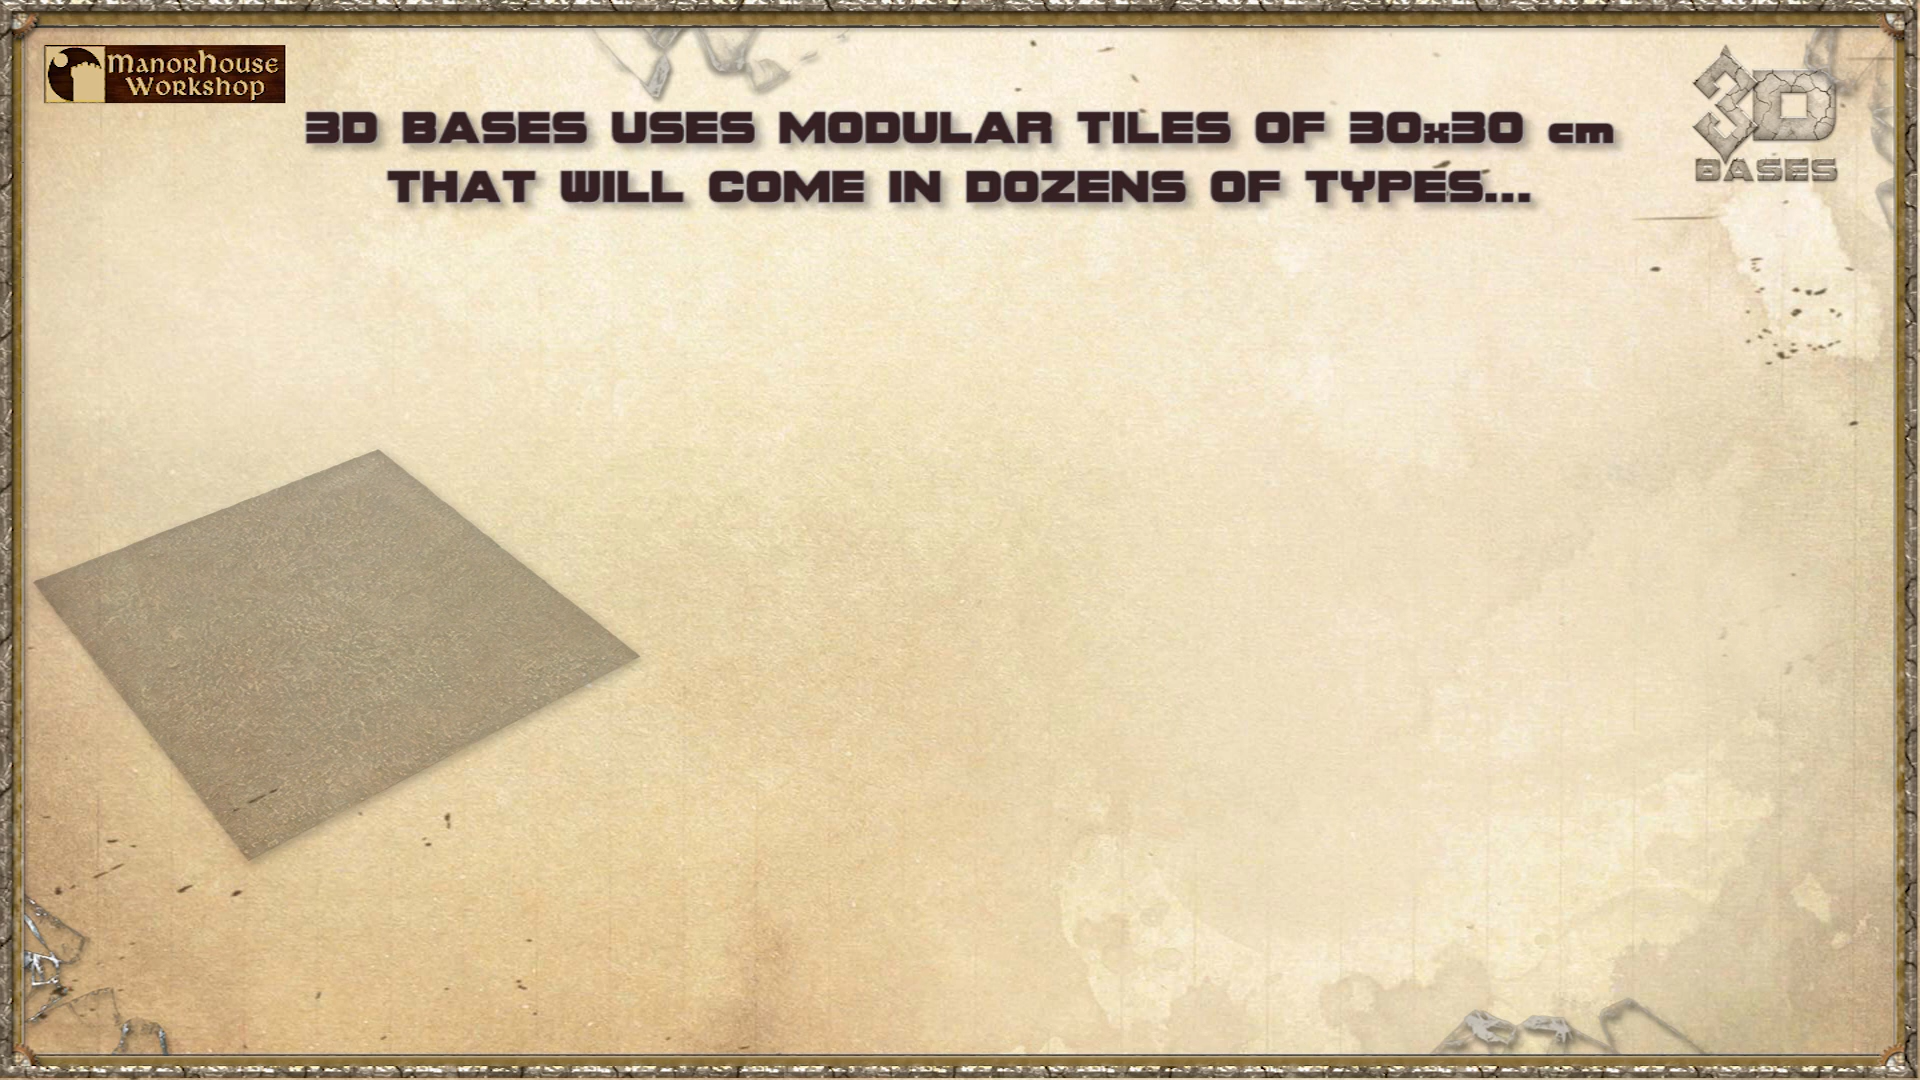 ManorHouse
Workshop
3D BASES USES MODULAR TILES OF 30x30 cm
THAT WILL COME IN DOZENS OF TYPES...
3D
BASES